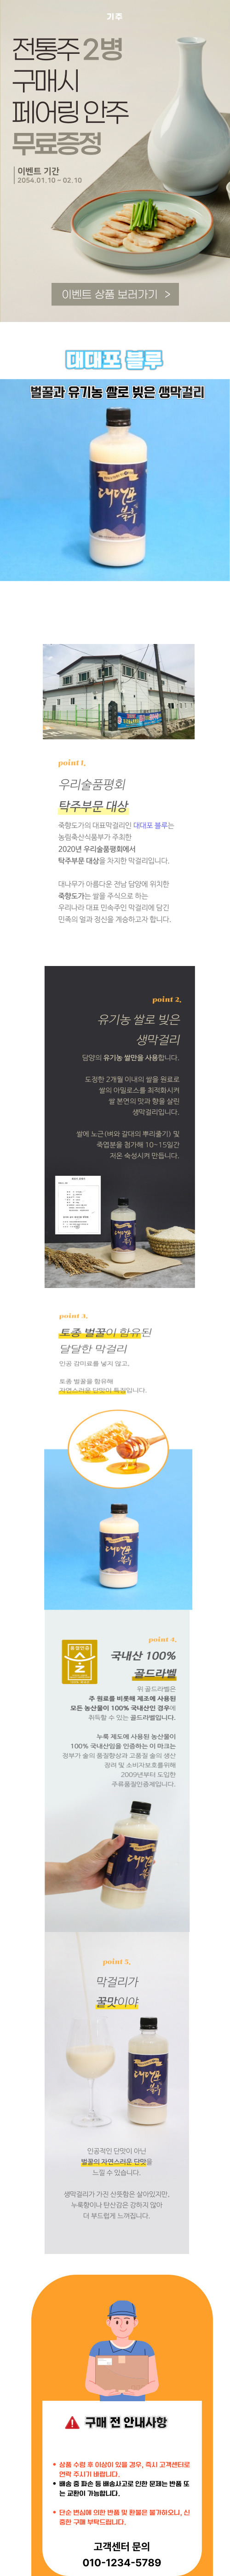 기주
전통주 2병
구매시
페어링 안주
무료증정
이벤트 기간
2054.01.10 - 02.10
이벤트 상품 보러가기 >
대대포 블루
벌꿀과 유기농 쌀로 빚은 생막걸리
대대포
블루
point 1,
우리술품평회
탁주부문 대상
죽향도가의 대표막걸리인 대대포 블루는
농림축산식품부가 주최한
2020년 우리술품평회에서
탁주부문 대상을 차지한 막걸리입니다.
대나무가 아름다운 전남 담양에 위치한
죽향도가는 쌀을 주식으로 하는
우리나라 대표 민속주인 막걸리에 담긴
민족의 얼과 정신을 계승하고자 합니다.
point 2,
유기농 쌀로 빚은
생막걸리
담양의 유기농 쌀만을 사용합니다.
도정한 2개월 이내의 쌀을 원료로
쌀의 아밀로스를 최적화시켜
쌀 본연의 맛과 향을 살린
생막걸리입니다.
쌀에 노근(벼와 갈대의 뿌리줄기) 및
죽엽분을 첨가해 10~15일간
저온 숙성시켜 만듭니다.
point 3,
토종 벌꿀이 함유된
달달한 막걸리
인공 감미료를 넣지 않고,
토종 벌꿀을 함유해
자연스러운 단맛이 특징입니다.
대대포
블루
point 4,
국내산 100%
골드라벨
품질인증
술
위 골드라벨은
주 원료를 비롯해 제조에 사용된
모든 농산물이 100% 국내산인 경우에
취득할 수 있는 골드라벨입니다.
누룩 제도에 사용된 농산물이
100% 국내산임을 인증하는 이 마크는
정부가 술의 품질향상과 고품질 술의 생산
장려 및 소비자보호를위해
2009년부터 도입한
주류품질인증제입니다.
대대포
블루
point 5,
막걸리가
꿀맛이야
대대포
블루
인공적인 단맛이 아닌
벌꿀의 자연스러운 단맛을
느낄 수 있습니다.
생막걸리가 가진 산뜻함은 살아있지만,
누룩향이나 탄산감은 강하지 않아
더 부드럽게 느껴집니다.
구매 전 안내사항
• 상품 수령 후 이상이 있을 경우, 즉시 고객센터로
연락 주시기 바랍니다.
• 배송 중 파손 등 배송사고로 인한 문제는 반품 또
는 교환이 가능합니다.
• 단순 변심에 의한 반품 및 환불은 불가하오니, 신
중한 구매 부탁드립니다.
고객센터 문의
010-1234-5789